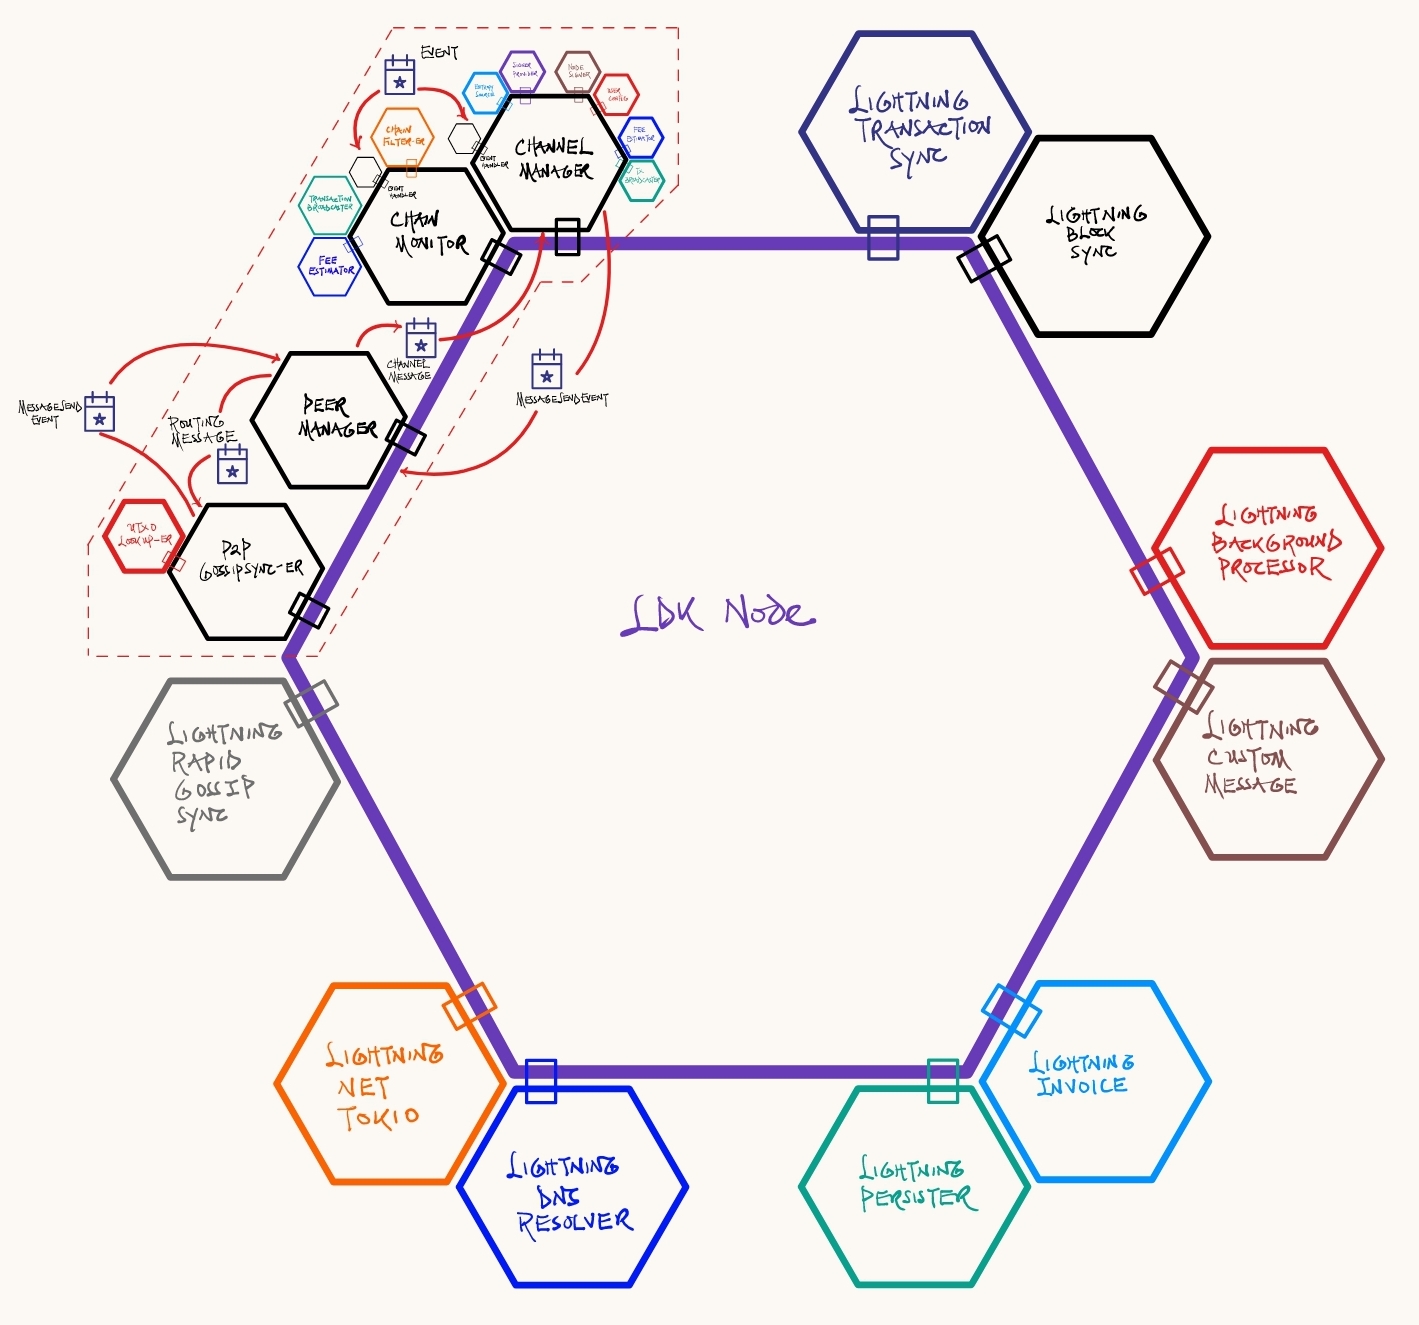 EVENT
SIGNER
PROVIDER
NODE
SIGNER
ENTROPY
SOURCE
USER
CONFIG
CHAIN
FILTER-ER
FEE
ESTIMATOR
EVENT
HANDLER
CHANNEL
MANAGER
TX
BROADCASTER
EVENT
HANDLER
TRANSACTION
BROADCASTER
CHAIN
MONITOR
FEE
ESTIMATOR
LIGHTNING
TRANSACTION
SYNC
LIGHTNING
BLOCK
SYNC
CHANNEL
MESSAGE
MESSAGESENDEVENT
MESSAGESEND
EVENT
ROUTING
MESSAGE
PEER
MANAGER
UTXO
LOOKUP-ER
P2P
GOSSIPSYNC-ER
LIGHTNING
BACKGROUND
PROCESSOR
LDK Node
LIGHTNING
RAPID
GOSSIP
SYNC
LIGHTNING
CUSTOM
MESSAGE
LIGHTNING
NET
TOKIO
LIGHTNING
INVOICE
LIGHTNING
DNS
RESOLVER
LIGHTNING
PERSISTER